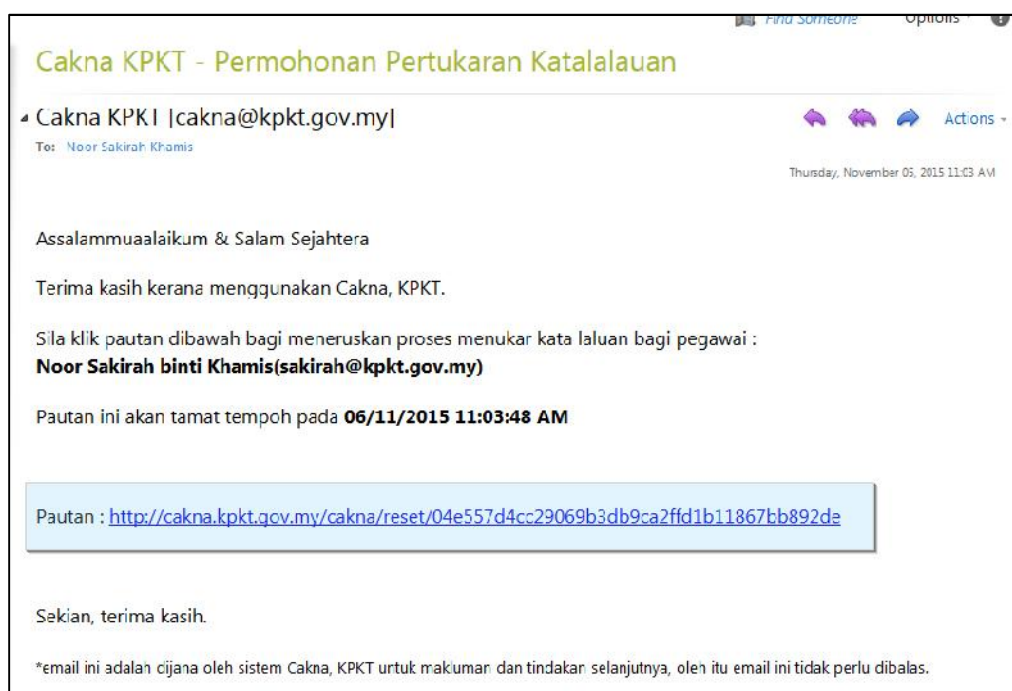 Find Someone Options
Cakna KPKT - Permohonan Pertukaran Katalalauan
Cakna KPKT [cakna@kpkt.gov.my]
Actions
To: Noor Sakirah Khamis
Thursday, November 05, 2015 11:03 AM
Assalammuaalaikum & Salam Sejahtera
Terima kasih kerana menggunakan Cakna, KPKT.
Sila klik pautan dibawah bagi meneruskan proses menukar kata laluan bagi pegawai :
Noor Sakirah binti Khamis(sakirah@kpkt.gov.my)
Pautan ini akan tamat tempoh pada 06/11/2015 11:03:48 AM
Pautan : http://cakna.kpkt.gov.my/cakna/reset/04e557d4cc29069b3db9ca2ffd1b11867bb892de
Sekian, terima kasih.
*email ini adalah dijana oleh sistem Cakna, KPKT urtuk makluman dan tindakan selanjutnya, oleh itu email ini tidak perlu dibalas.